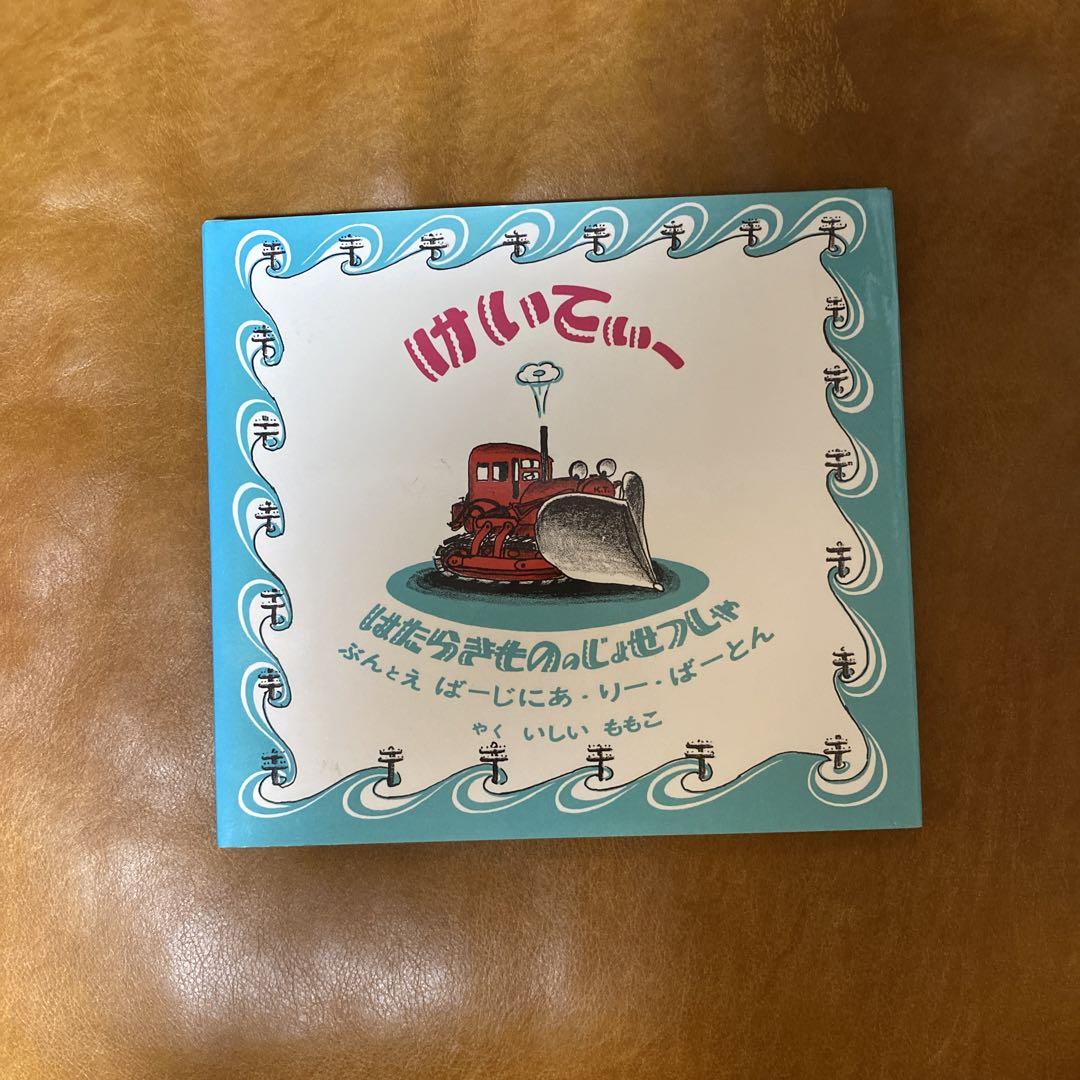 けいてぃー
K.T.
はたらきもののじょせつしゃ
ぶんとえ ばーじにあ・りー・ばーとん
やく いしい ももこ